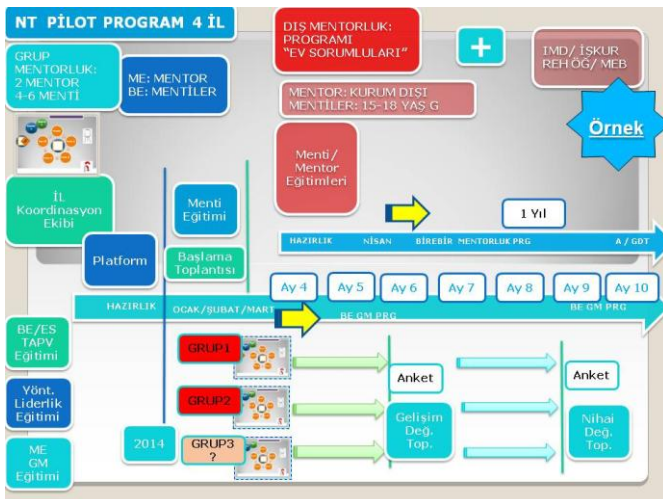 NT PİLOT PROGRAM 4 İL
GRUP
MENTORLUK:
2 MENTOR
4-6 MENTİ
ME: MENTOR
BE: MENTİLER
DIŞ MENTORLUK:
PROGRAMI
"EV SORUMLULARI"
+
IMD/ İŞKUR
REH ÖĞ/ MEB
MENTOR: KURUM DIŞI
MENTİLER: 15-18 YAŞ G
Örnek
Menti/
Mentor
Eğitimleri
İL
Koordinasyon
Ekibi
Menti
Eğitimi
1 Yıl
HAZIRLIK NİSAN BİREBİR MENTORLUK PRG A / GDT
Platform
Başlama
Toplantısı
Ay 4 Ay 5 Ay 6 Ay 7 Ay 8 Ay 9 Ay 10
HAZIRLIK OCAK/ŞUBAT/MART
BE GM PRG BE GM PRG
BE/ES
TAPV
Eğitimi
GRUP1
Anket Anket
Yönt.
Liderlik
Eğitimi
GRUP2
Gelişim
Değ.
Top.
Nihai
Değ.
Top.
2014
GRUP3
?
ME
GM
Eğitimi